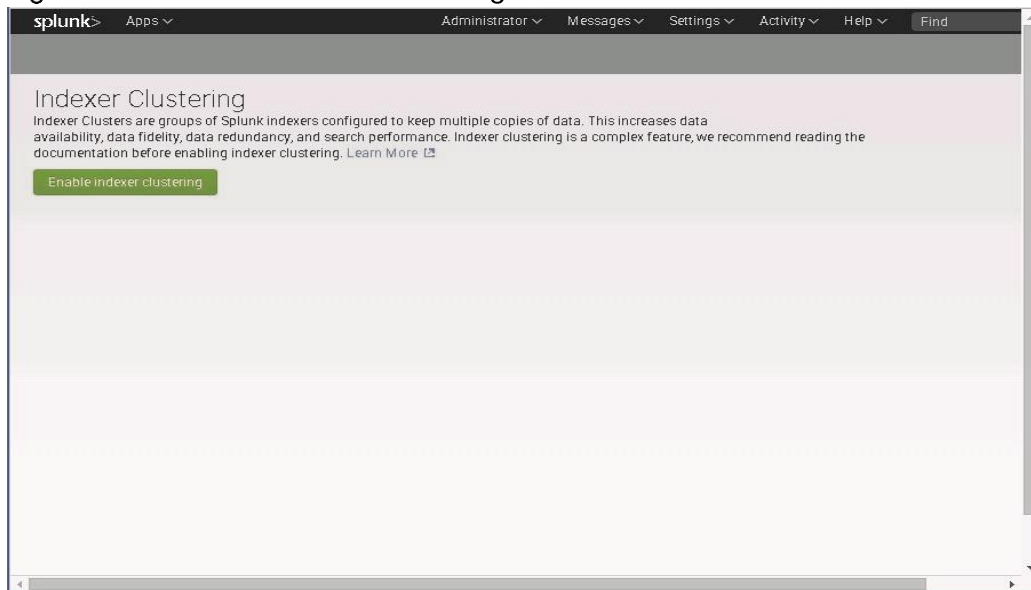 splunk> Apps Administrator Messages Settings Activity Help Find
Indexer Clustering
Indexer Clusters are groups of Splunk indexers configured to keep multiple copies of data. This increases data
availability, data fidelity, data redundancy, and search performance. Indexer clustering is a complex feature, we recommend reading the
documentation before enabling indexer clustering. Learn More
Enable indexer clustering